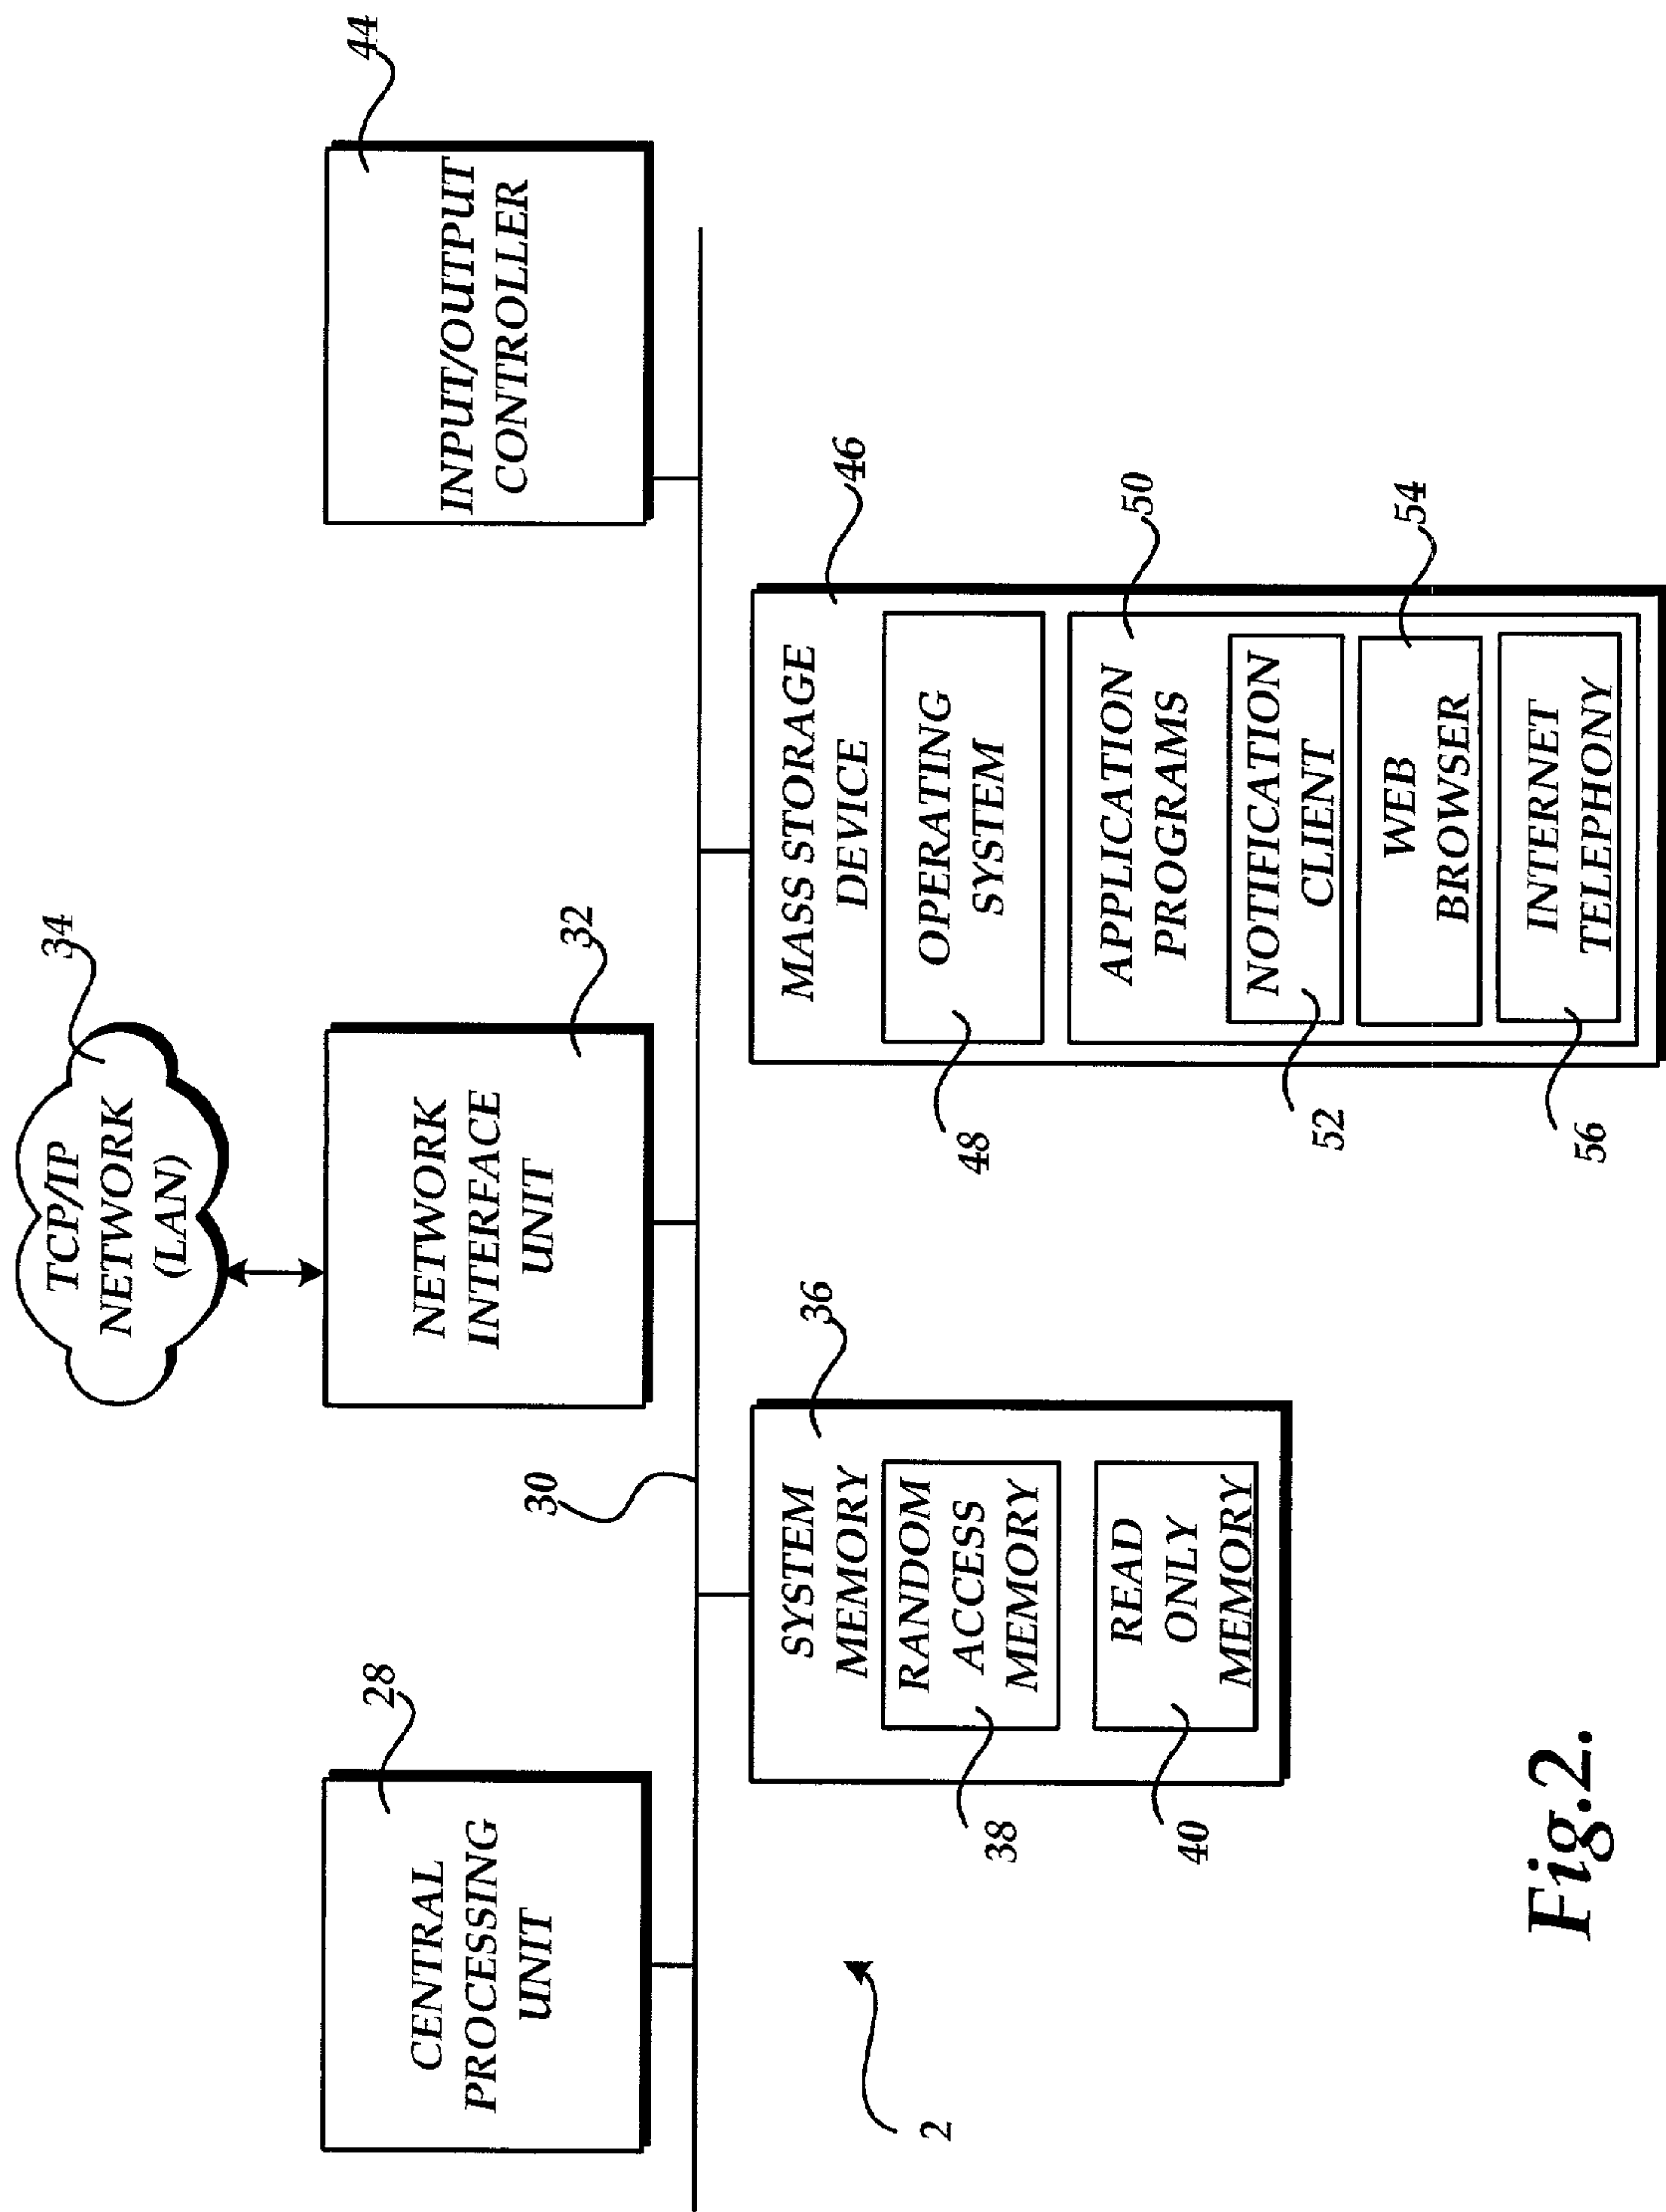 34
TCP/IP
NETWORK
(LAN)
28
CENTRAL
PROCESSING
UNIT
32
NETWORK
INTERFACE
UNIT
44
INPUT/OUTPUT
CONTROLLER
30
36
SYSTEM
MEMORY
RANDOM
ACCESS
MEMORY
38
READ
ONLY
MEMORY
40
46
MASS STORAGE
DEVICE
OPERATING
SYSTEM
48
50
APPLICATION
PROGRAMS
NOTIFICATION
CLIENT
52
54
WEB
BROWSER
INTERNET
TELEPHONY
56
2
Fig.2.